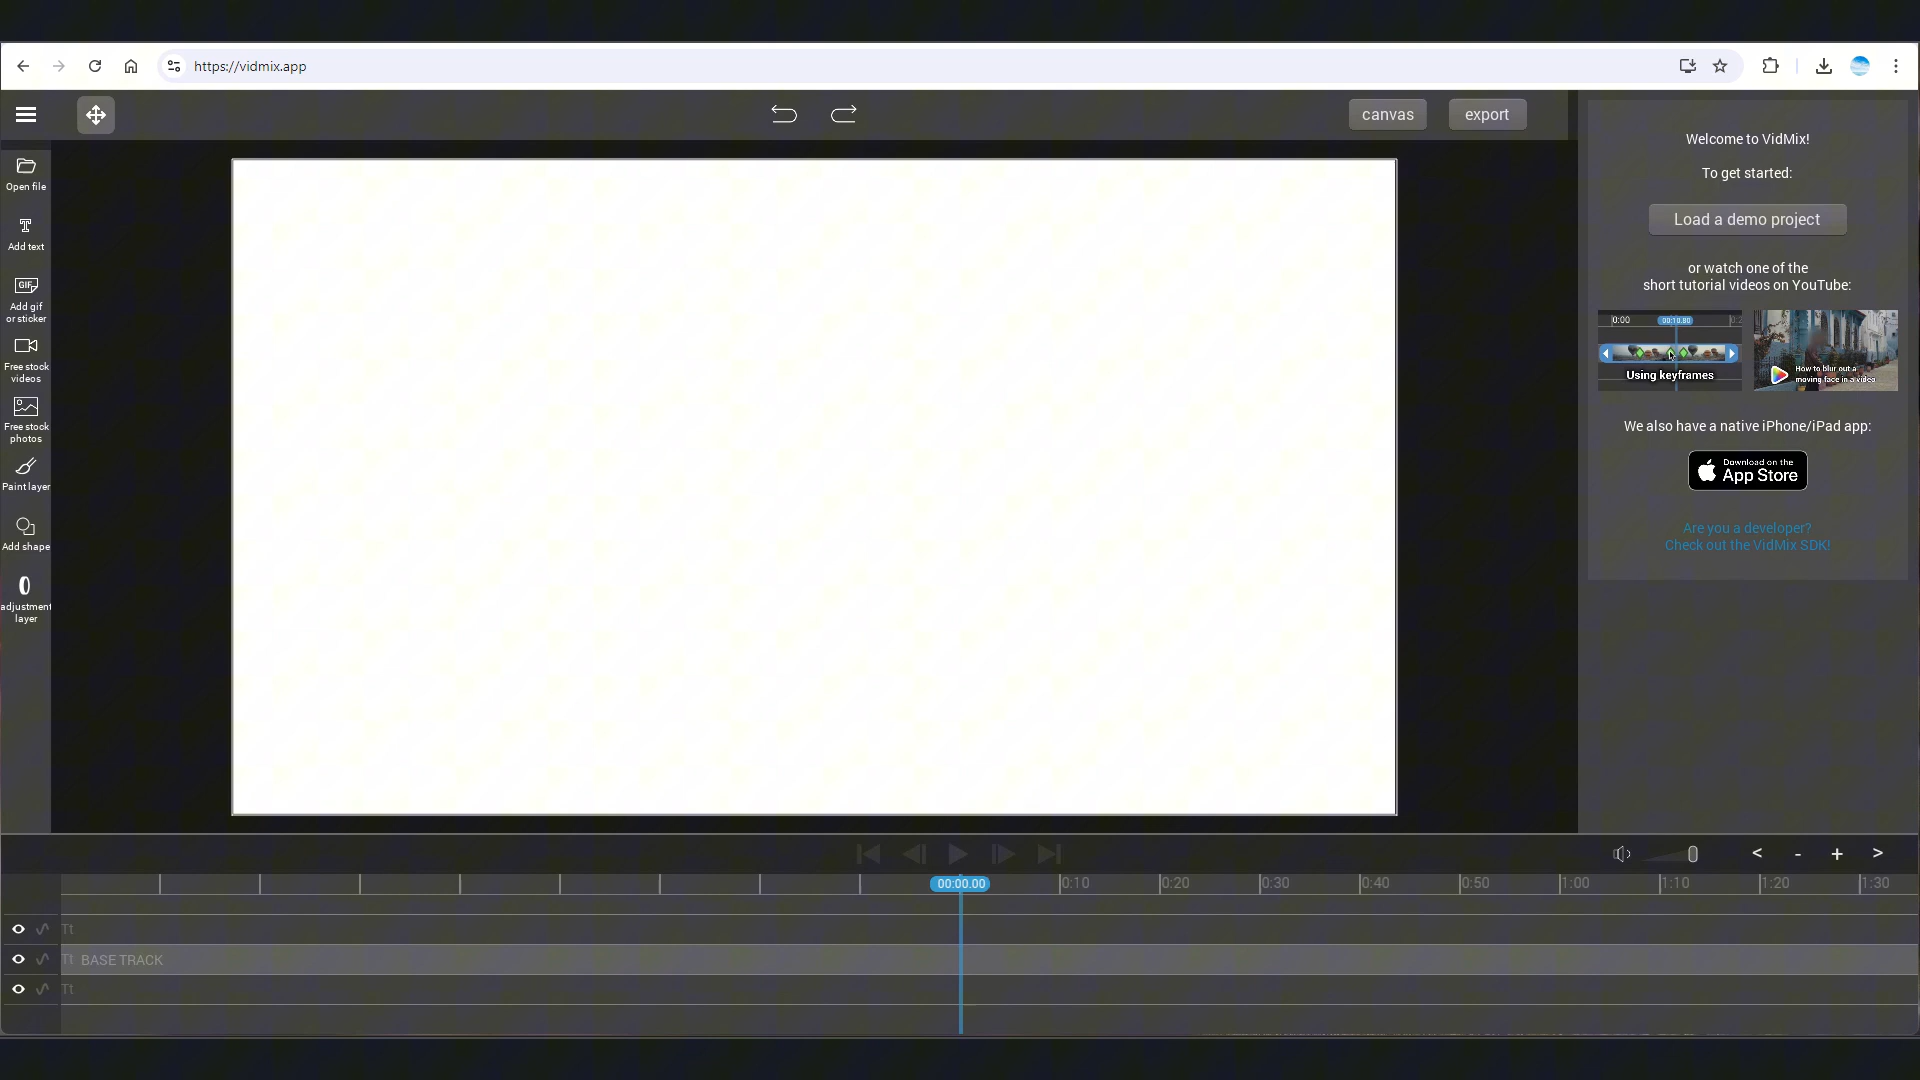 https://vidmix.app
canvas
export
Open file
Add text
GIF
Add gif
or sticker
Free stock
videos
Free stock
photos
Paint layer
Add shape
adjustment
layer
Welcome to VidMix!
To get started:
Load a demo project
or watch one of the
short tutorial videos on YouTube:
0:00
00:10.80
Using keyframes
How to blur out a
moving face in a video
We also have a native iPhone/iPad app:
Download on the
App Store
Are you a developer?
Check out the VidMix SDK!
< - + >
00:00.00 0:10 0:20 0:30 0:40 0:50 1:00 1:10 1:20 1:30
Tt
Tt BASE TRACK
Tt